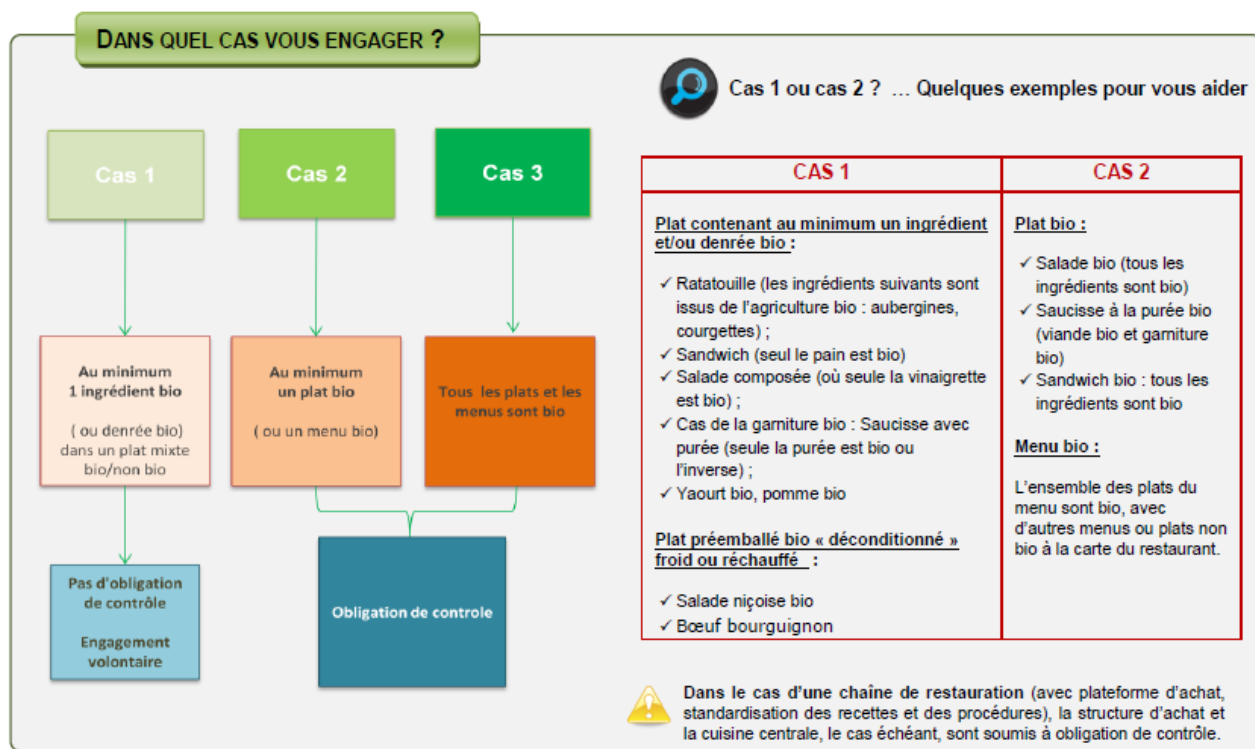 DANS QUEL CAS VOUS ENGAGER ?
Cas 1 ou cas 2 ? … Quelques exemples pour vous aider
Cas 1
Cas 2
Cas 3
Au minimum
1 ingrédient bio
( ou denrée bio)
dans un plat mixte
bio/non bio
Au minimum
un plat bio
( ou un menu bio)
Tous les plats et les
menus sont bio
Pas d'obligation
de contrôle
Engagement
volontaire
Obligation de controle
CAS 1
Plat contenant au minimum un ingrédient
et/ou denrée bio :
✓ Ratatouille (les ingrédients suivants sont
issus de l'agriculture bio : aubergines,
courgettes) ;
✓ Sandwich (seul le pain est bio)
✓ Salade composée (où seule la vinaigrette
est bio) ;
✓ Cas de la garniture bio : Saucisse avec
purée (seule la purée est bio ou
l'inverse) ;
✓ Yaourt bio, pomme bio
Plat préemballé bio « déconditionné »
froid ou réchauffé :
✓ Salade niçoise bio
✓ Bœuf bourguignon
CAS 2
Plat bio :
✓ Salade bio (tous les
ingrédients sont bio)
✓ Saucisse à la purée bio
(viande bio et garniture
bio)
✓ Sandwich bio : tous les
ingrédients sont bio
Menu bio :
L'ensemble des plats du
menu sont bio, avec
d'autres menus ou plats non
bio à la carte du restaurant.
Dans le cas d'une chaîne de restauration (avec plateforme d'achat,
standardisation des recettes et des procédures), la structure d'achat et
la cuisine centrale, le cas échéant, sont soumis à obligation de contrôle.